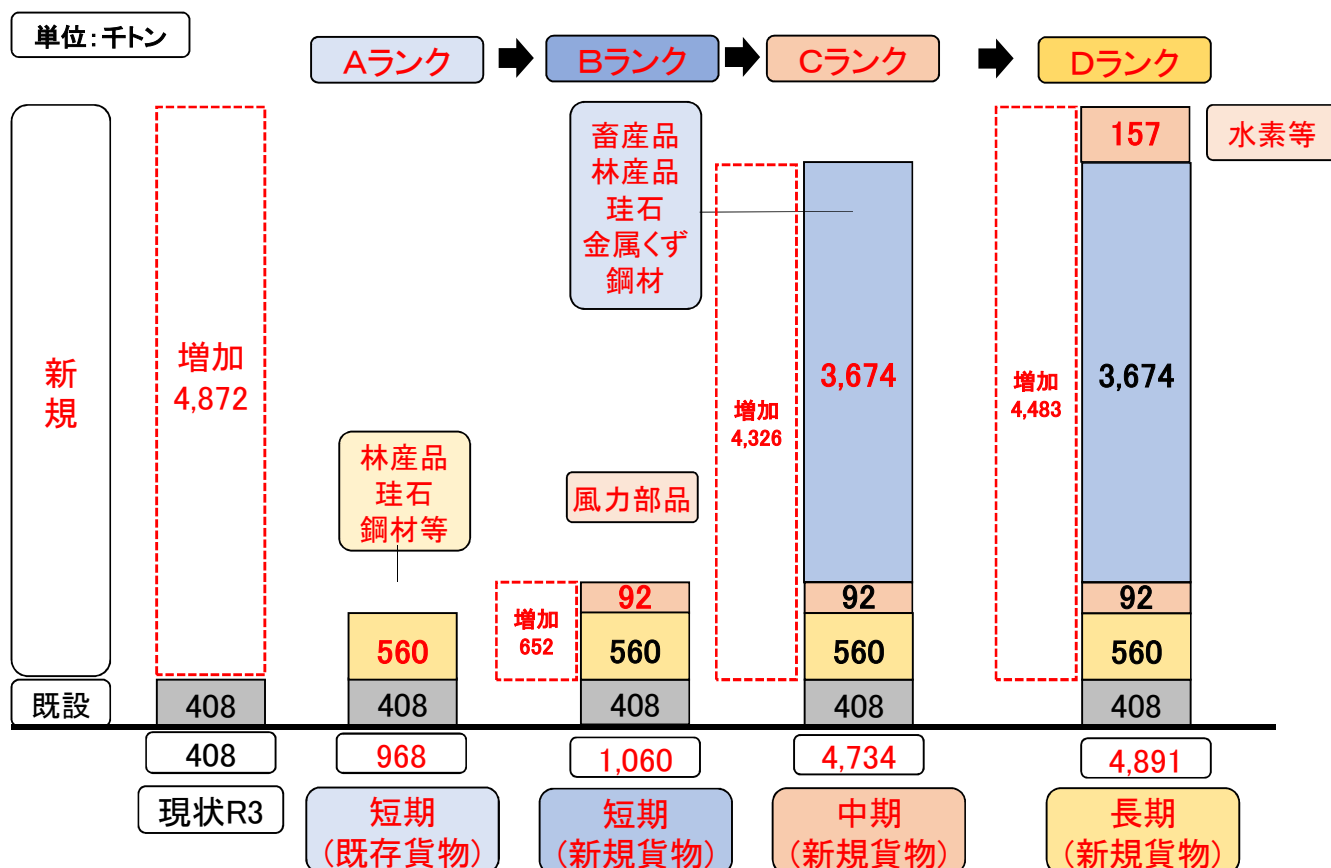 単位：千トン
Aランク
Bランク
Cランク
Dランク
新
規
既設
増加
4,872
408
408
現状R3
林産品
珪石
鋼材等
560
408
968
短期
（既存貨物）
畜産品
林産品
珪石
金属くず
鋼材
風力部品
増加
652
92
560
408
1,060
短期
（新規貨物）
増加
4,326
3,674
92
560
408
4,734
中期
（新規貨物）
増加
4,483
157
水素等
3,674
92
560
408
4,891
長期
（新規貨物）